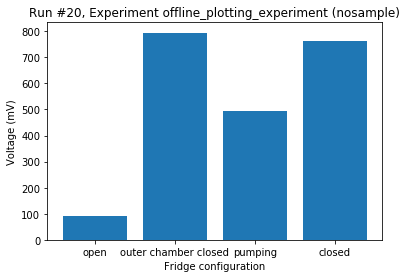 Run #20, Experiment offline_plotting_experiment (nosample)
800
700
600
500
400
300
200
100
0
Voltage (mV)
open outer chamber closed pumping closed
Fridge configuration